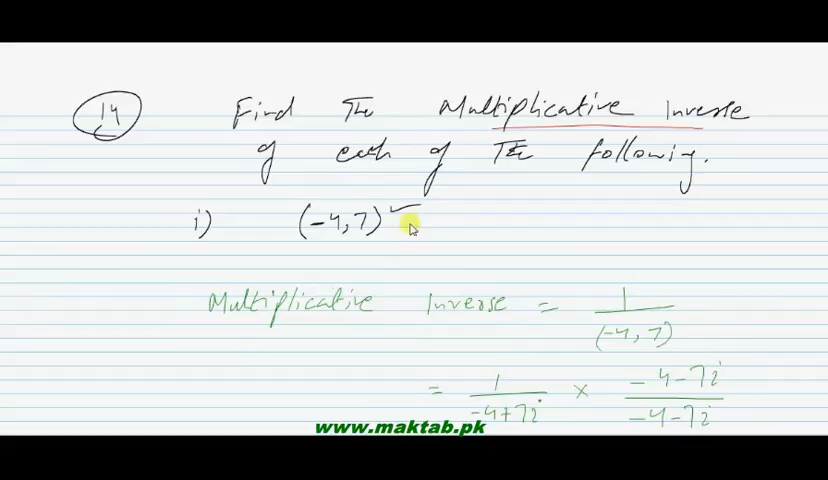 14 Find The Multiplicative Inverse
of each of The following.
i) (-4,7) ✓
Multiplicative Inverse = 1 / (-4, 7)
= 1 / -4+7i × -4-7i / -4-7i
www.maktab.pk